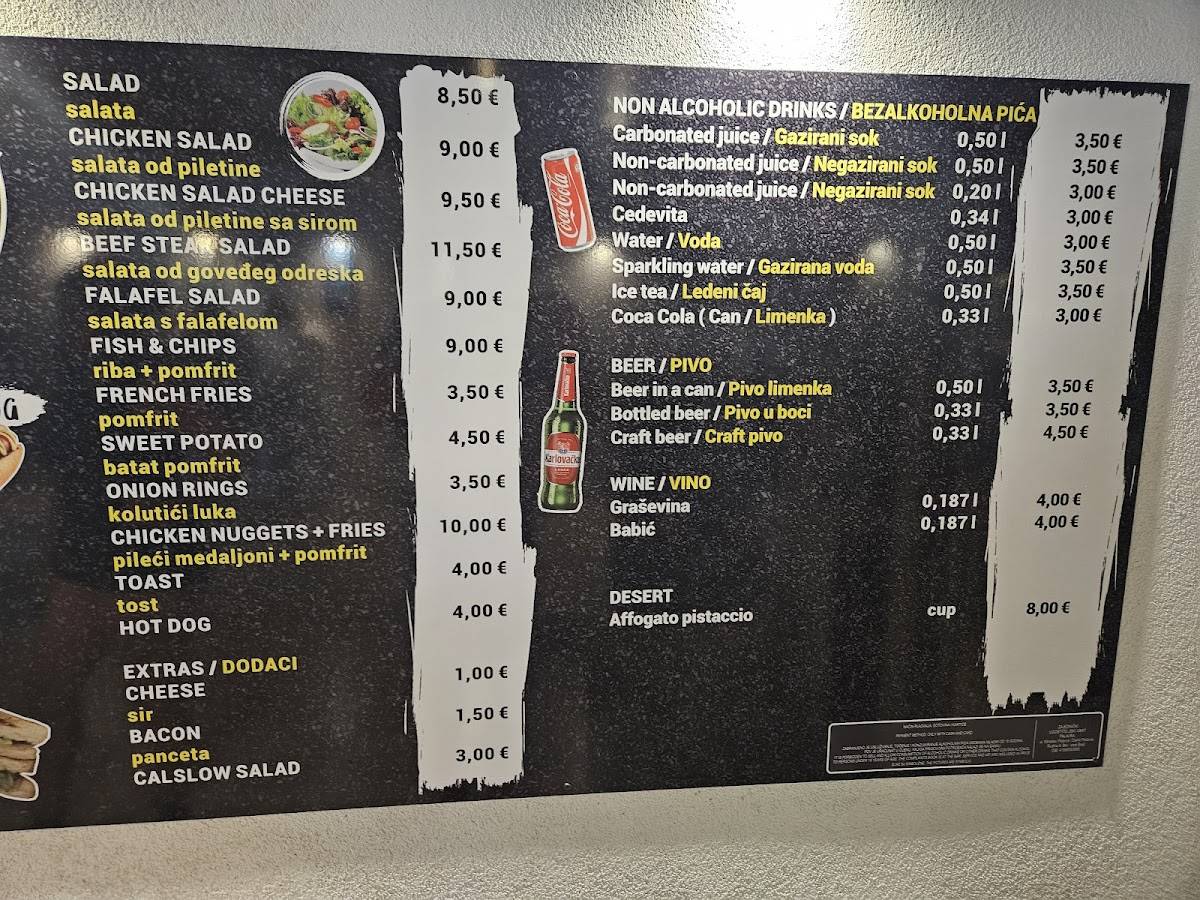 SALAD 8,50 €
salata
CHICKEN SALAD 9,00 €
salata od piletine
CHICKEN SALAD CHEESE 9,50 €
salata od piletine sa sirom
BEEF STEAK SALAD 11,50 €
salata od goveđeg odreska
FALAFEL SALAD 9,00 €
salata s falafelom
FISH & CHIPS 9,00 €
riba + pomfrit
FRENCH FRIES 3,50 €
pomfrit
SWEET POTATO 4,50 €
batat pomfrit
ONION RINGS 3,50 €
kolutići luka
CHICKEN NUGGETS + FRIES 10,00 €
pileći medaljoni + pomfrit
TOAST 4,00 €
tost
HOT DOG 4,00 €
EXTRAS / DODACI
CHEESE 1,00 €
sir
BACON 1,50 €
panceta
CALSLOW SALAD 3,00 €
G
NON ALCOHOLIC DRINKS / BEZALKOHOLNA PIĆA
Carbonated juice / Gazirani sok 0,50 l 3,50 €
Non-carbonated juice / Negazirani sok 0,50 l 3,50 €
Non-carbonated juice / Negazirani sok 0,20 l 3,00 €
Cedevita 0,34 l 3,00 €
Water / Voda 0,50 l 3,00 €
Sparkling water / Gazirana voda 0,50 l 3,50 €
Ice tea / Ledeni čaj 0,50 l 3,50 €
Coca Cola ( Can / Limenka ) 0,33 l 3,00 €
Coca-Cola
BEER / PIVO
Beer in a can / Pivo limenka 0,50 l 3,50 €
Bottled beer / Pivo u boci 0,33 l 3,50 €
Craft beer / Craft pivo 0,33 l 4,50 €
Karlovačko
WINE / VINO
Graševina 0,187 l 4,00 €
Babić 0,187 l 4,00 €
DESERT
Affogato pistaccio cup 8,00 €